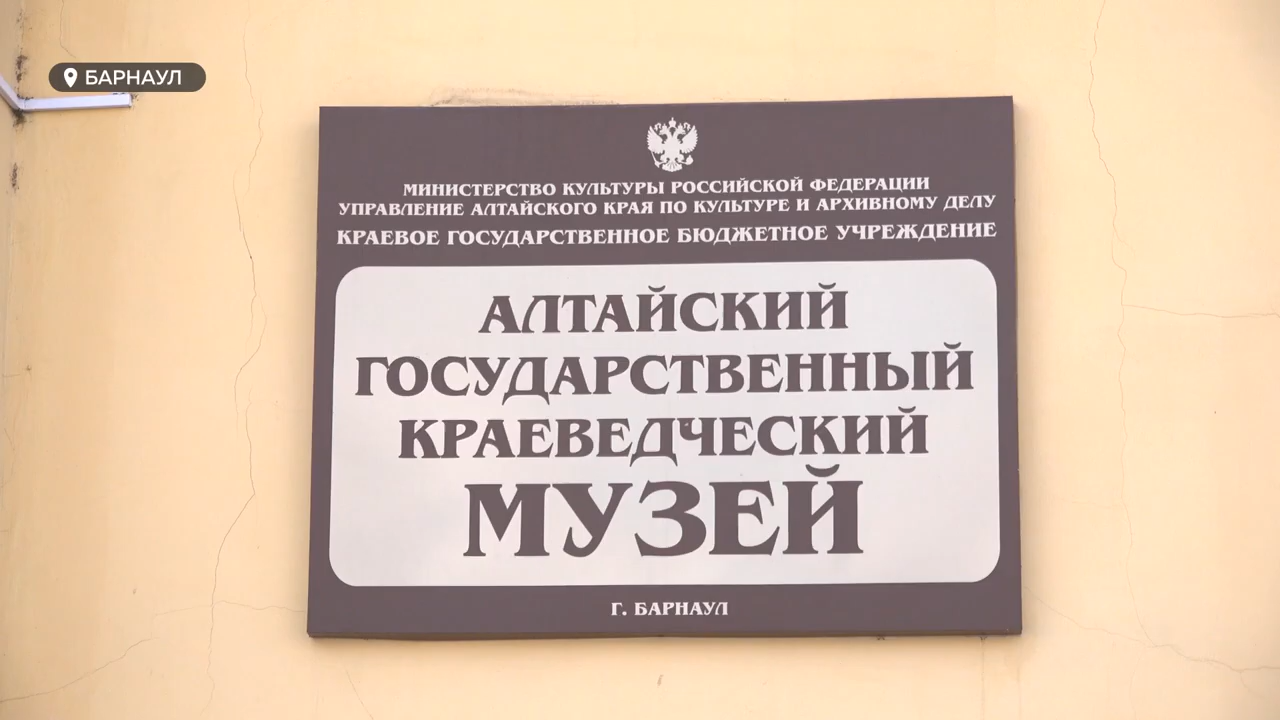 БАРНАУЛ
МИНИСТЕРСТВО КУЛЬТУРЫ РОССИЙСКОЙ ФЕДЕРАЦИИ
УПРАВЛЕНИЕ АЛТАЙСКОГО КРАЯ ПО КУЛЬТУРЕ И АРХИВНОМУ ДЕЛУ
КРАЕВОЕ ГОСУДАРСТВЕННОЕ БЮДЖЕТНОЕ УЧРЕЖДЕНИЕ
АЛТАЙСКИЙ
ГОСУДАРСТВЕННЫЙ
КРАЕВЕДЧЕСКИЙ
МУЗЕЙ
Г. БАРНАУЛ